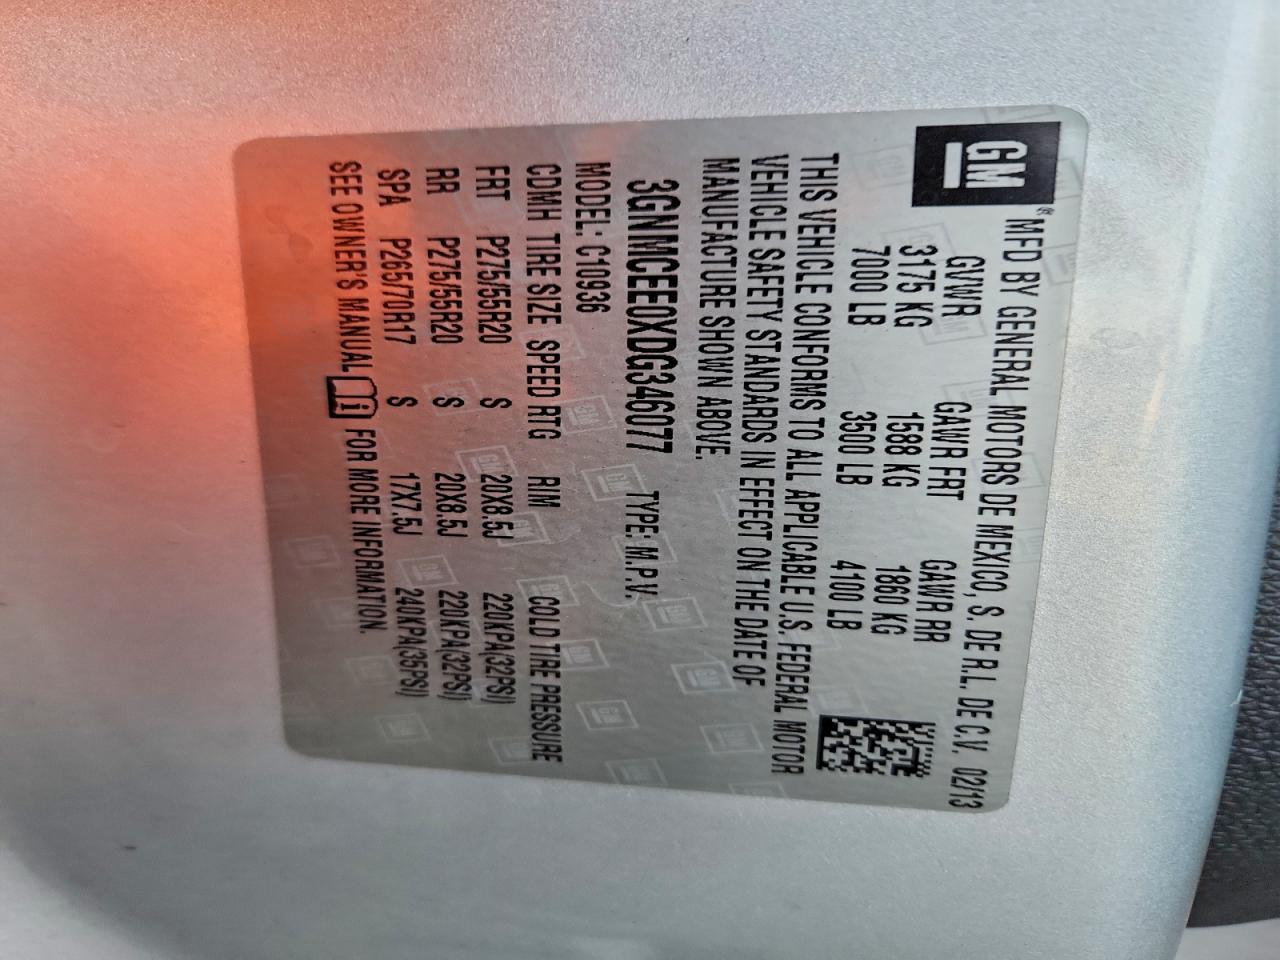 GM
® MFD BY GENERAL MOTORS DE MEXICO, S. DE R.L. DE C.V. 02/13
GVWR GAWR FRT GAWR RR
3175 KG 1588 KG 1860 KG
7000 LB 3500 LB 4100 LB
THIS VEHICLE CONFORMS TO ALL APPLICABLE U.S. FEDERAL MOTOR
VEHICLE SAFETY STANDARDS IN EFFECT ON THE DATE OF
MANUFACTURE SHOWN ABOVE.
3GNMCEE0XDG346077 TYPE: M.P.V.
MODEL: C10936
CDMH TIRE SIZE SPEED RTG RIM COLD TIRE PRESSURE
FRT P275/55R20 S 20X8.5J 220KPA(32PSI)
RR P275/55R20 S 20X8.5J 220KPA(32PSI)
SPA P265/70R17 S 17X7.5J 240KPA(35PSI)
SEE OWNER'S MANUAL FOR MORE INFORMATION.